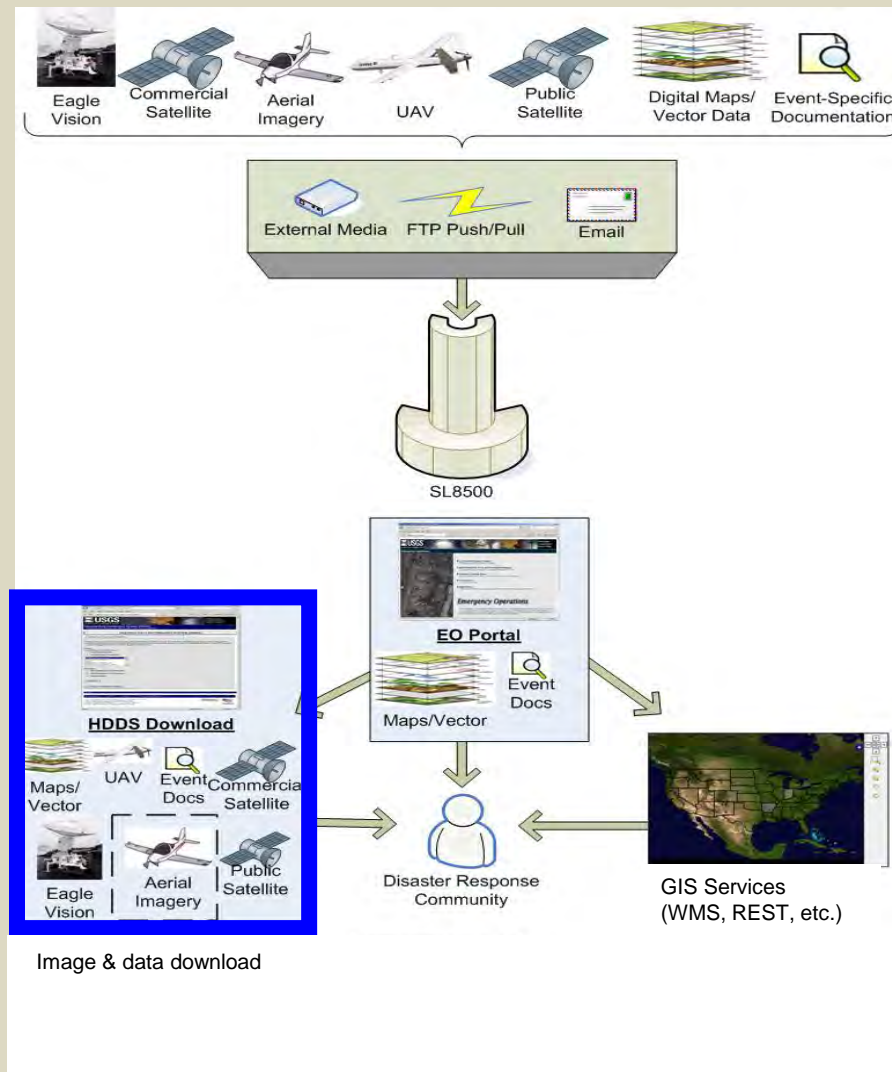 Eagle
Vision
Commercial
Satellite
Aerial
Imagery
UAV
Public
Satellite
Digital Maps/
Vector Data
Event-Specific
Documentation
External Media
FTP Push/Pull
Email
SL8500
USGS
Emergency Operations
EO Portal
Maps/Vector
Event
Docs
USGS
HDDS Download
Maps/
Vector
UAV
Event
Docs
Commercia
Satellite
Eagle
Vision
Aerial
Imagery
Public
Satellite
Disaster Response
Community
GIS Services
(WMS, REST, etc.)
Image & data download